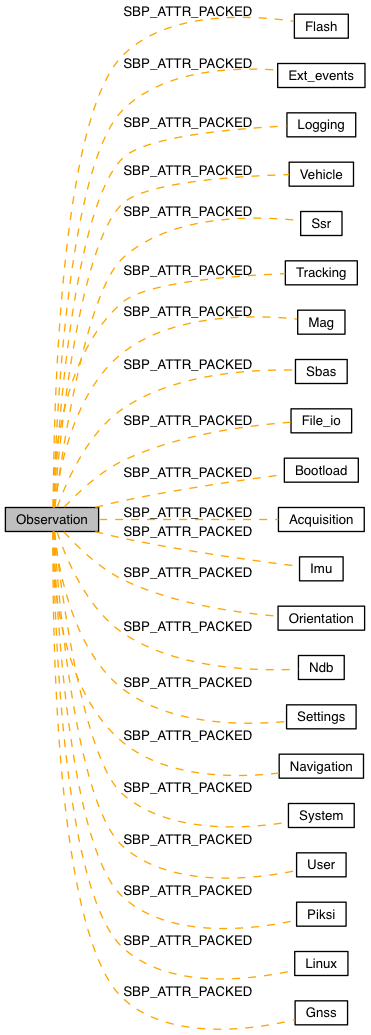 SBP_ATTR_PACKED
Flash
SBP_ATTR_PACKED
Ext_events
SBP_ATTR_PACKED
Logging
SBP_ATTR_PACKED
Vehicle
SBP_ATTR_PACKED
Ssr
SBP_ATTR_PACKED
Tracking
SBP_ATTR_PACKED
Mag
SBP_ATTR_PACKED
Sbas
SBP_ATTR_PACKED
File_io
SBP_ATTR_PACKED
Bootload
Observation
SBP_ATTR_PACKED
Acquisition
SBP_ATTR_PACKED
Imu
SBP_ATTR_PACKED
Orientation
SBP_ATTR_PACKED
Ndb
SBP_ATTR_PACKED
Settings
SBP_ATTR_PACKED
Navigation
SBP_ATTR_PACKED
System
SBP_ATTR_PACKED
User
SBP_ATTR_PACKED
Piksi
SBP_ATTR_PACKED
Linux
SBP_ATTR_PACKED
Gnss